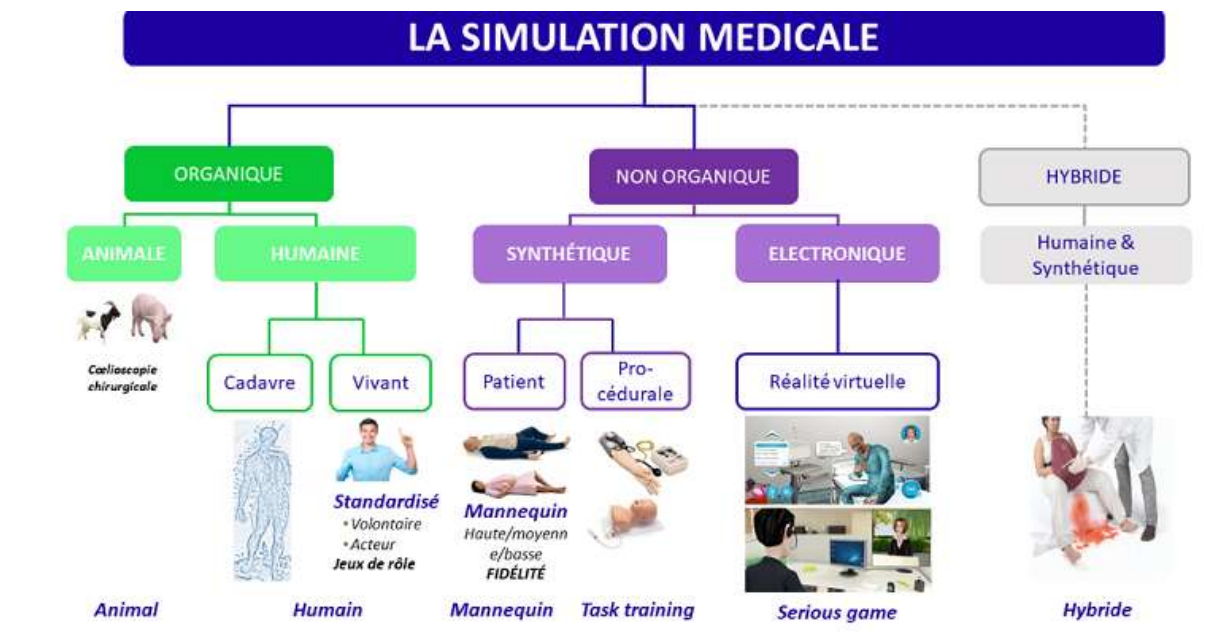 LA SIMULATION MEDICALE
ORGANIQUE
NON ORGANIQUE
HYBRIDE
ANIMALE
HUMAINE
SYNTHÉTIQUE
ELECTRONIQUE
Humaine &
Synthétique
Cœlioscopie
chirurgicale
Cadavre
Vivant
Patient
Pro-
cédurale
Réalité virtuelle
Standardisé
• Volontaire
• Acteur
Jeux de rôle
Mannequin
Haute/moyenn
e/basse
FIDÉLITÉ
Animal
Humain
Mannequin
Task training
Serious game
Hybride